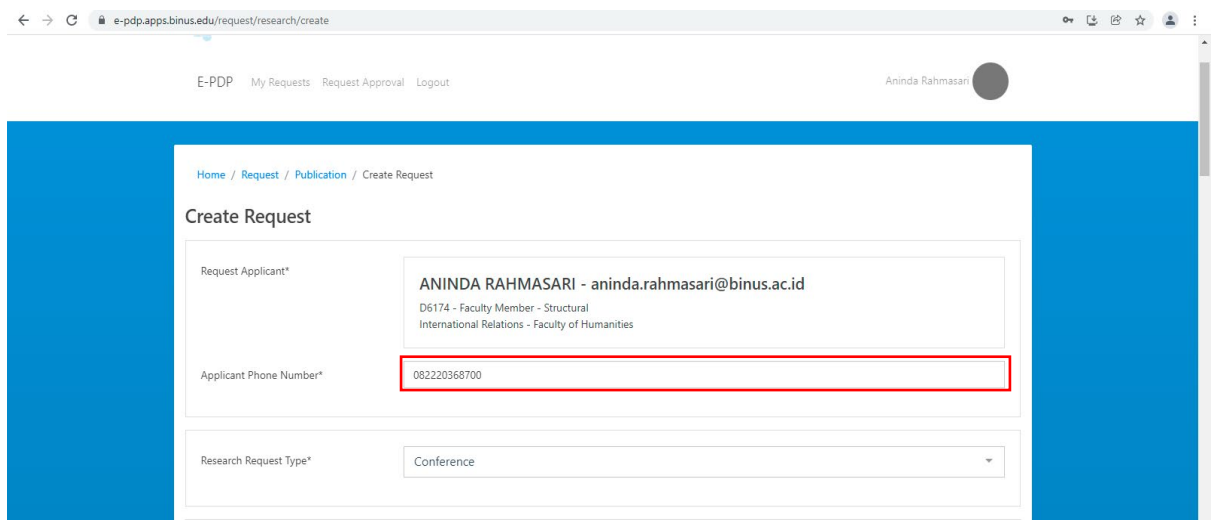 e-pdp.apps.binus.edu/request/research/create
E-PDP My Requests Request Approval Logout Aninda Rahmasari
Home / Request / Publication / Create Request
Create Request
Request Applicant*
ANINDA RAHMASARI - aninda.rahmasari@binus.ac.id
D6174 - Faculty Member - Structural
International Relations - Faculty of Humanities
Applicant Phone Number* 082220368700
Research Request Type* Conference